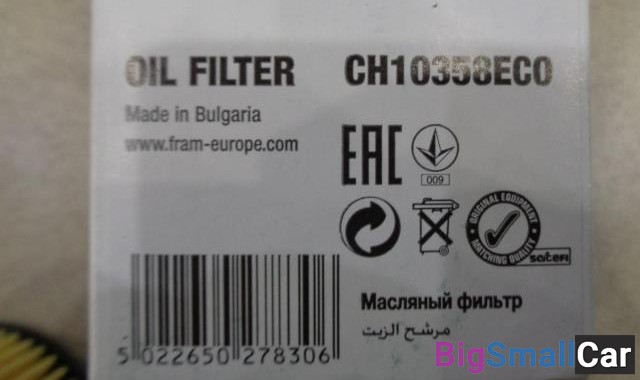 OIL FILTER CH10358ECO
Made in Bulgaria
www.fram-europe.com
EAC
009
ORIGINAL EQUIPMENT
MATCHING QUALITY
sogefi
Масляный фильтр
مرشح الزيت
5 022650 278306
BigSmallCar